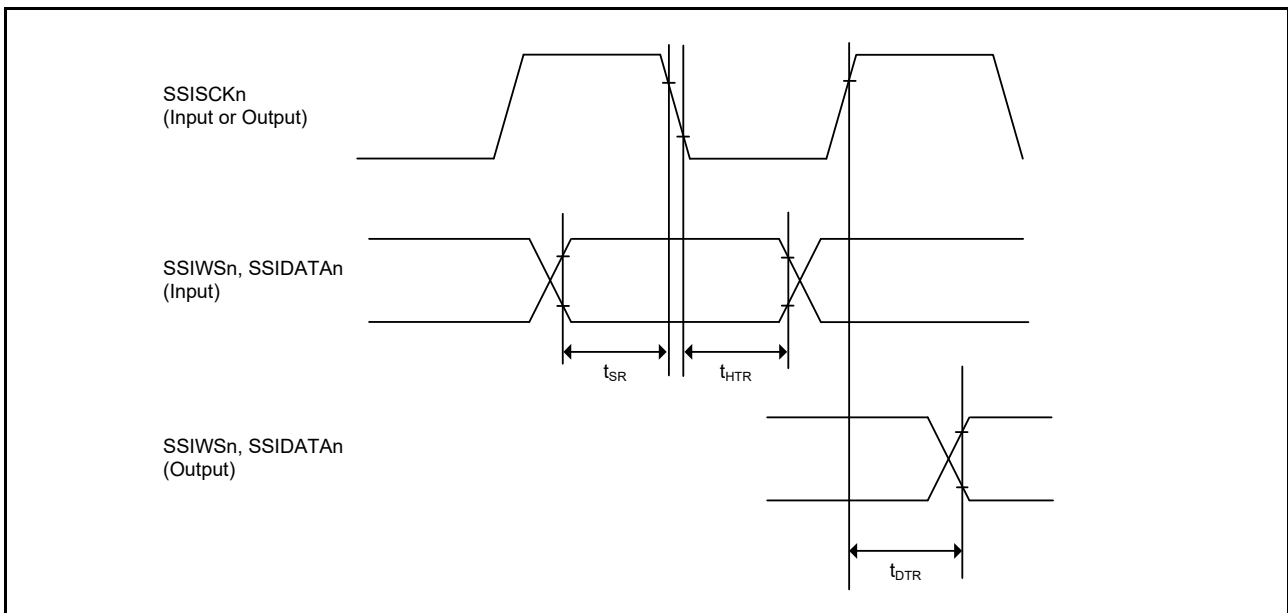 SSISCKn
(Input or Output)
SSIWSn, SSIDATAn
(Input)
tSR
tHTR
SSIWSn, SSIDATAn
(Output)
tDTR